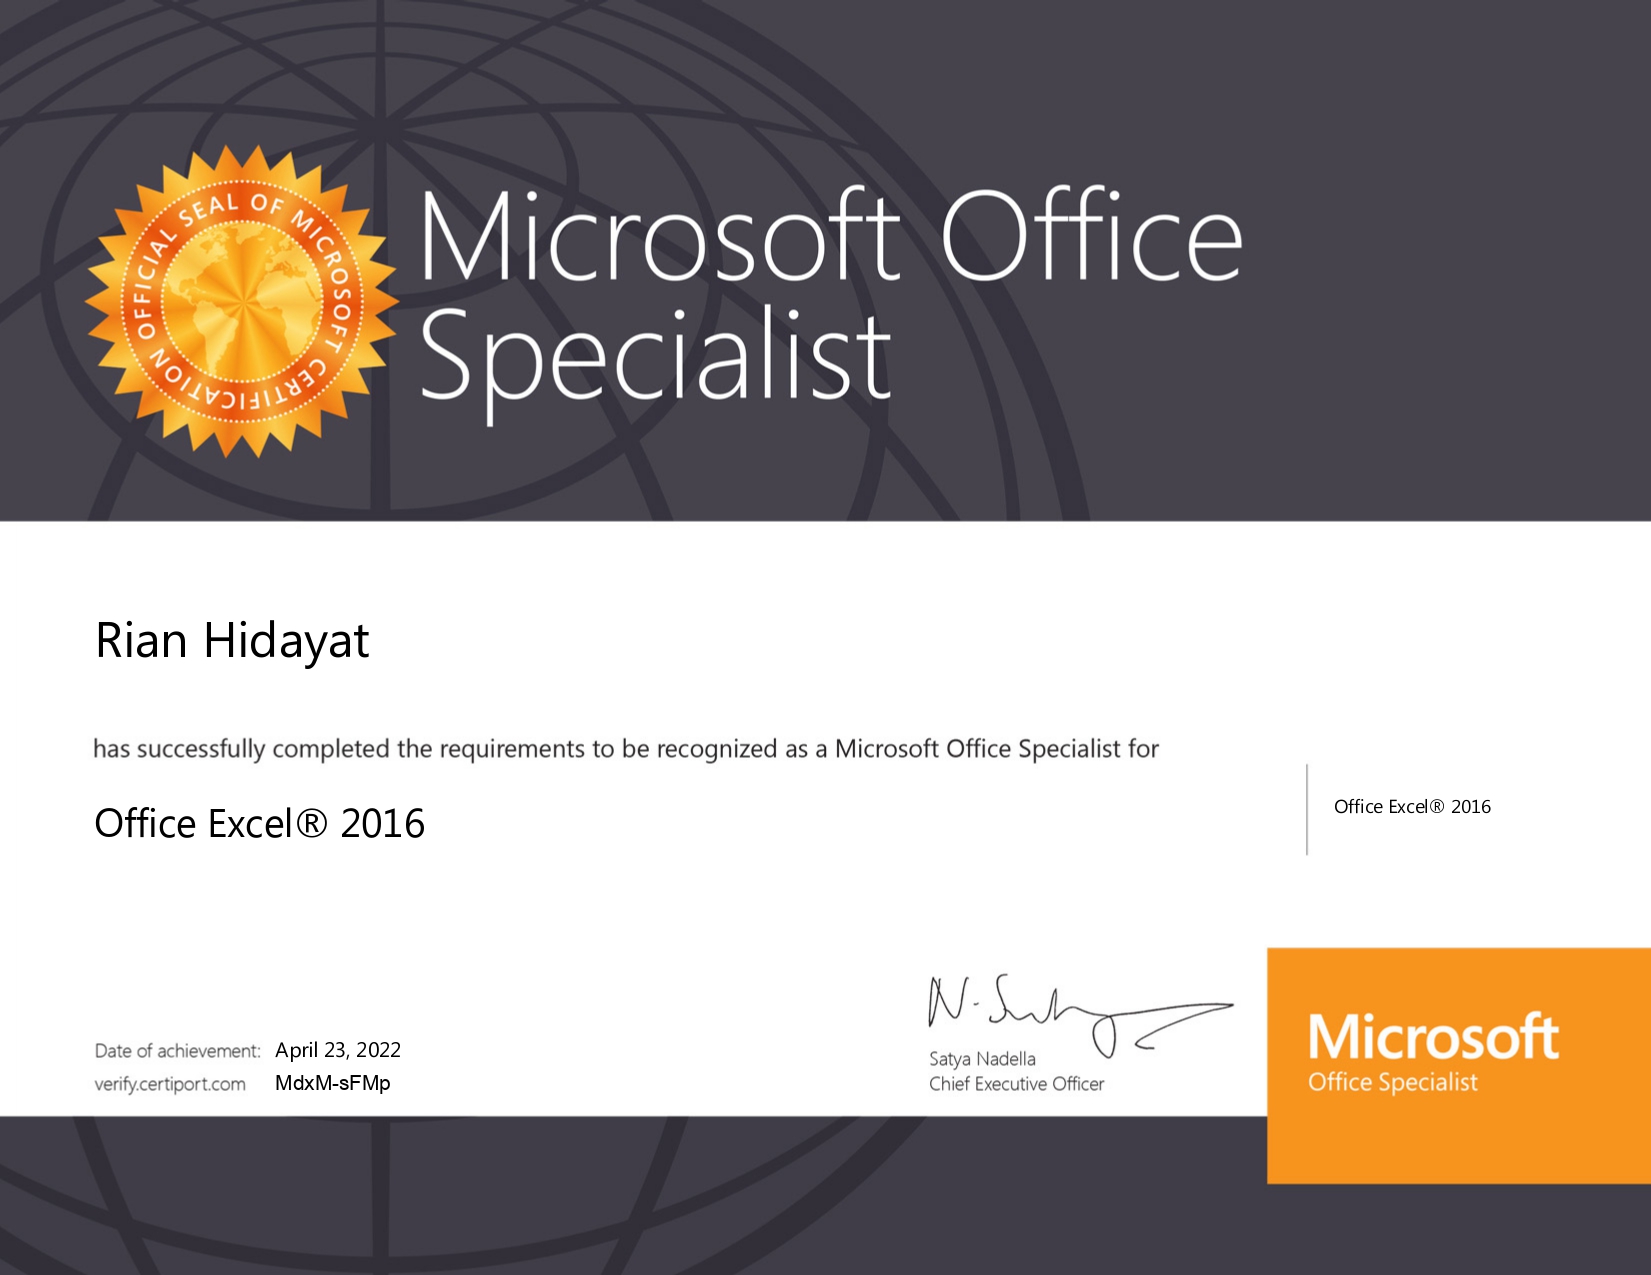 OFFICIAL SEAL OF MICROSOFT CERTIFICATION
Microsoft Office
Specialist
Rian Hidayat
has successfully completed the requirements to be recognized as a Microsoft Office Specialist for
Office Excel® 2016
Office Excel® 2016
Date of achievement: April 23, 2022
verify.certiport.com MdxM-sFMp
Satya Nadella
Chief Executive Officer
Microsoft
Office Specialist